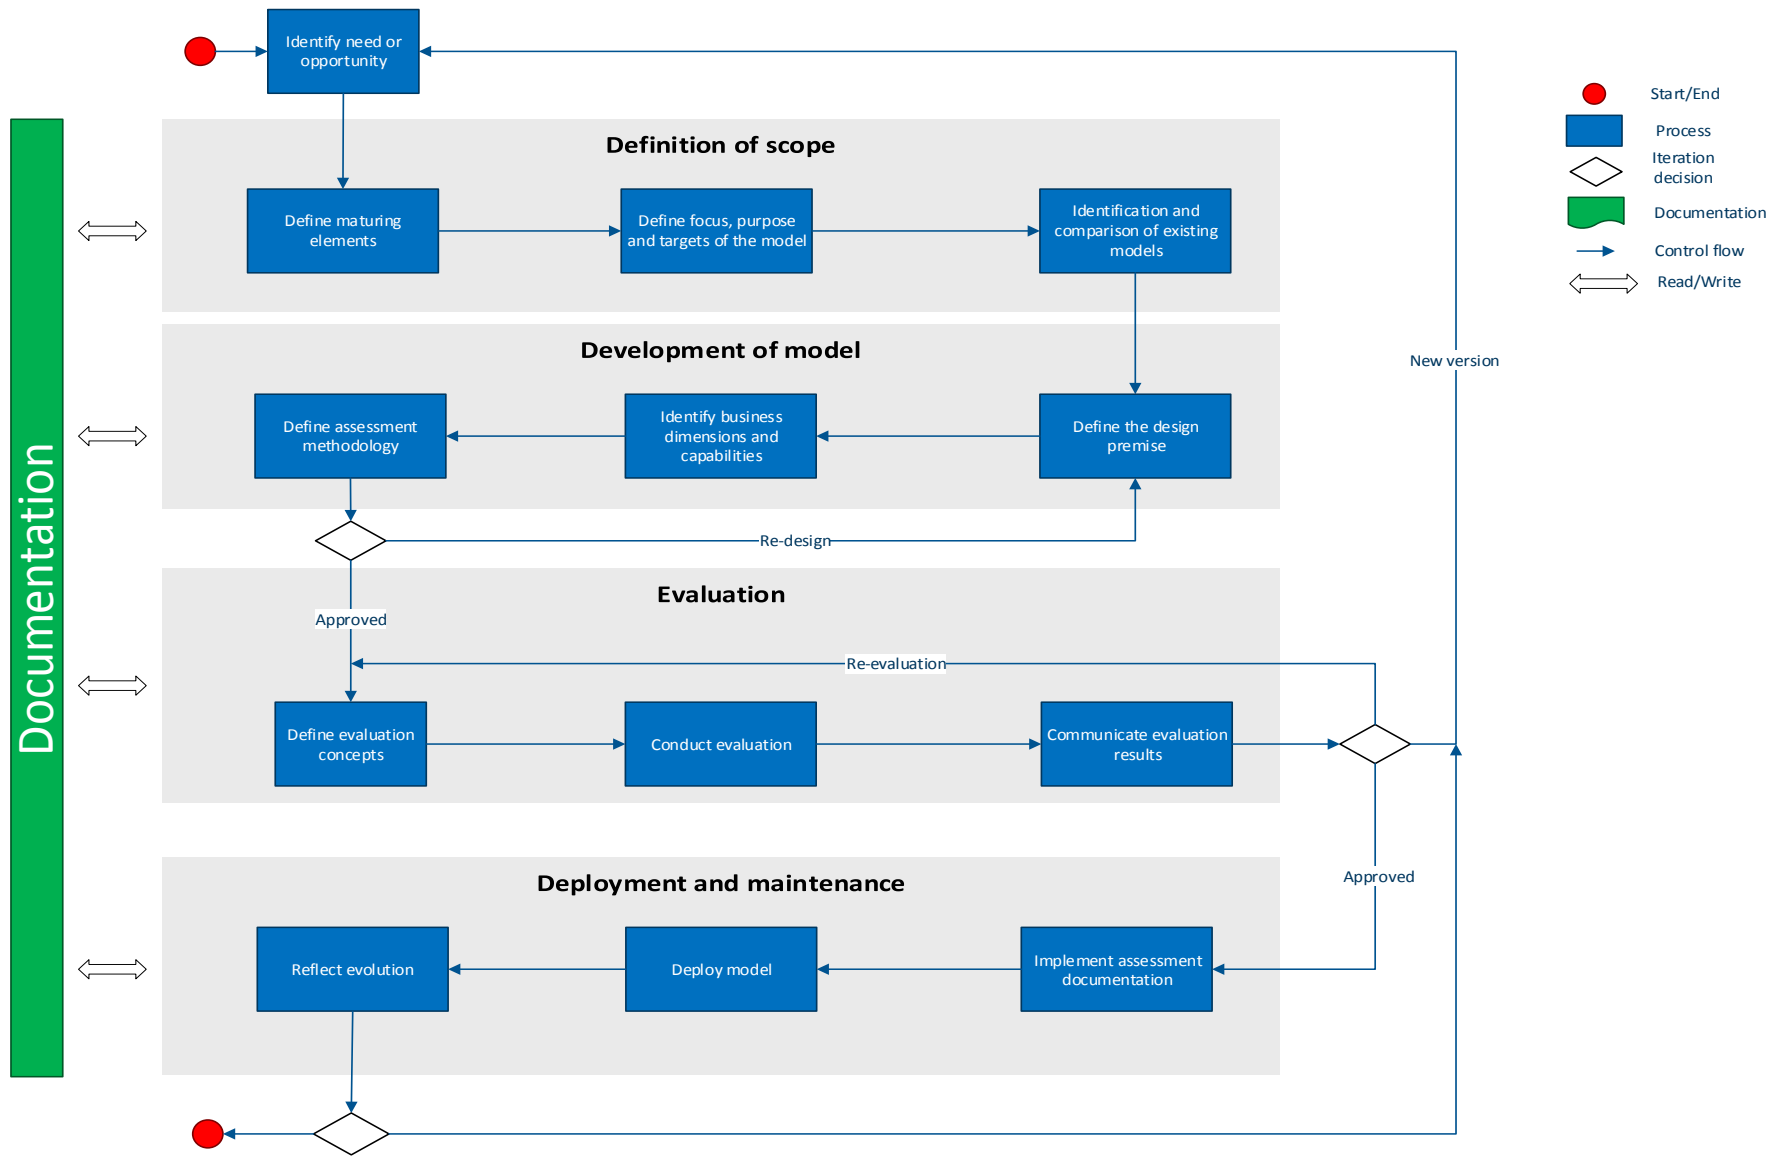 Identify need or
opportunity
Start/End
Process
Iteration
decision
Documentation
Control flow
Read/Write
Definition of scope
Define maturing
elements
Define focus, purpose
and targets of the model
Identification and
comparison of existing
models
New version
Development of model
Define assessment
methodology
Identify business
dimensions and
capabilities
Define the design
premise
Re-design
Documentation
Evaluation
Approved
Re-evaluation
Define evaluation
concepts
Conduct evaluation
Communicate evaluation
results
Approved
Deployment and maintenance
Reflect evolution
Deploy model
Implement assessment
documentation